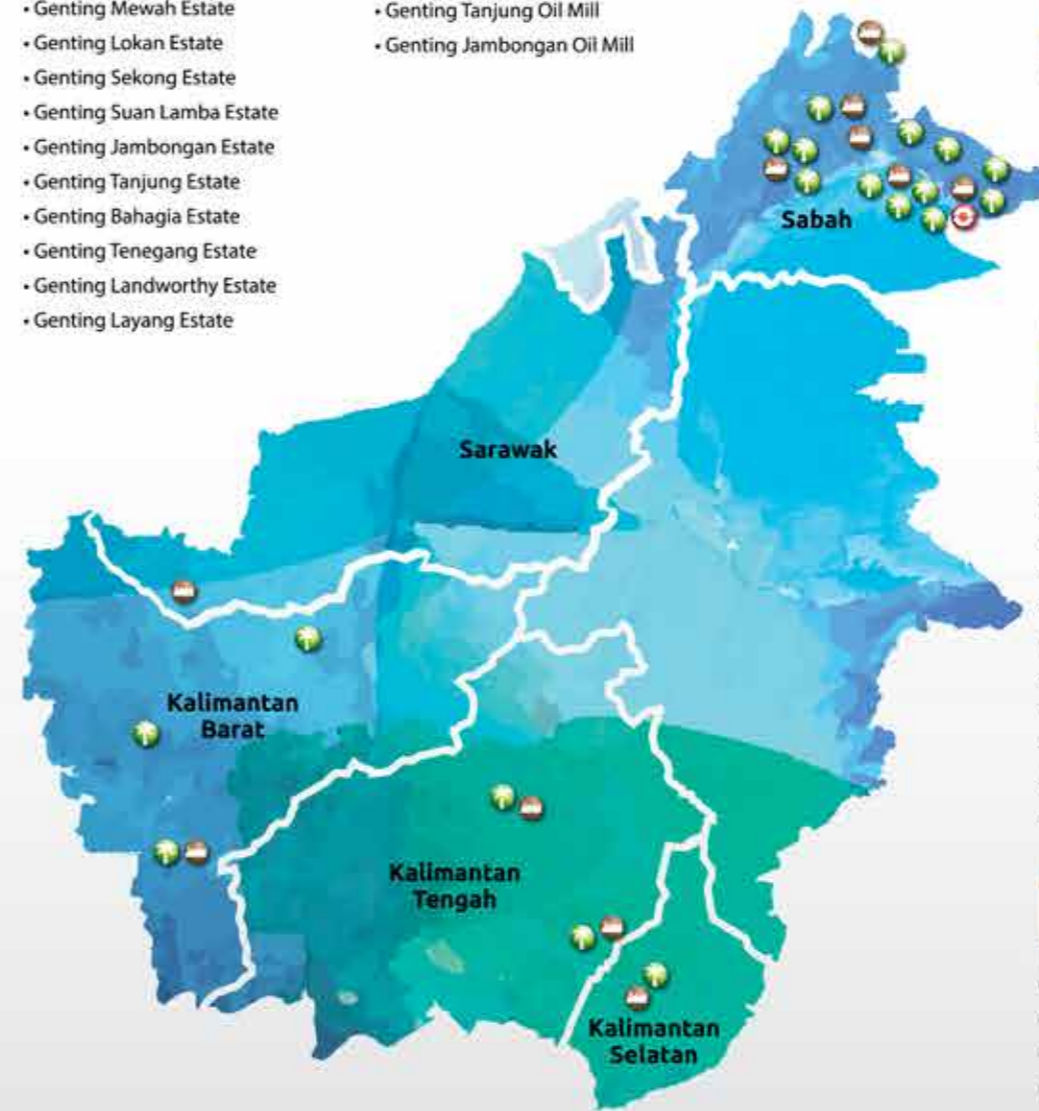 • Genting Mewah Estate
• Genting Lokan Estate
• Genting Sekong Estate
• Genting Suan Lamba Estate
• Genting Jambongan Estate
• Genting Tanjung Estate
• Genting Bahagia Estate
• Genting Tenegang Estate
• Genting Landworthy Estate
• Genting Layang Estate
• Genting Tanjung Oil Mill
• Genting Jambongan Oil Mill
Sabah
Sarawak
Kalimantan
Barat
Kalimantan
Tengah
Kalimantan
Selatan